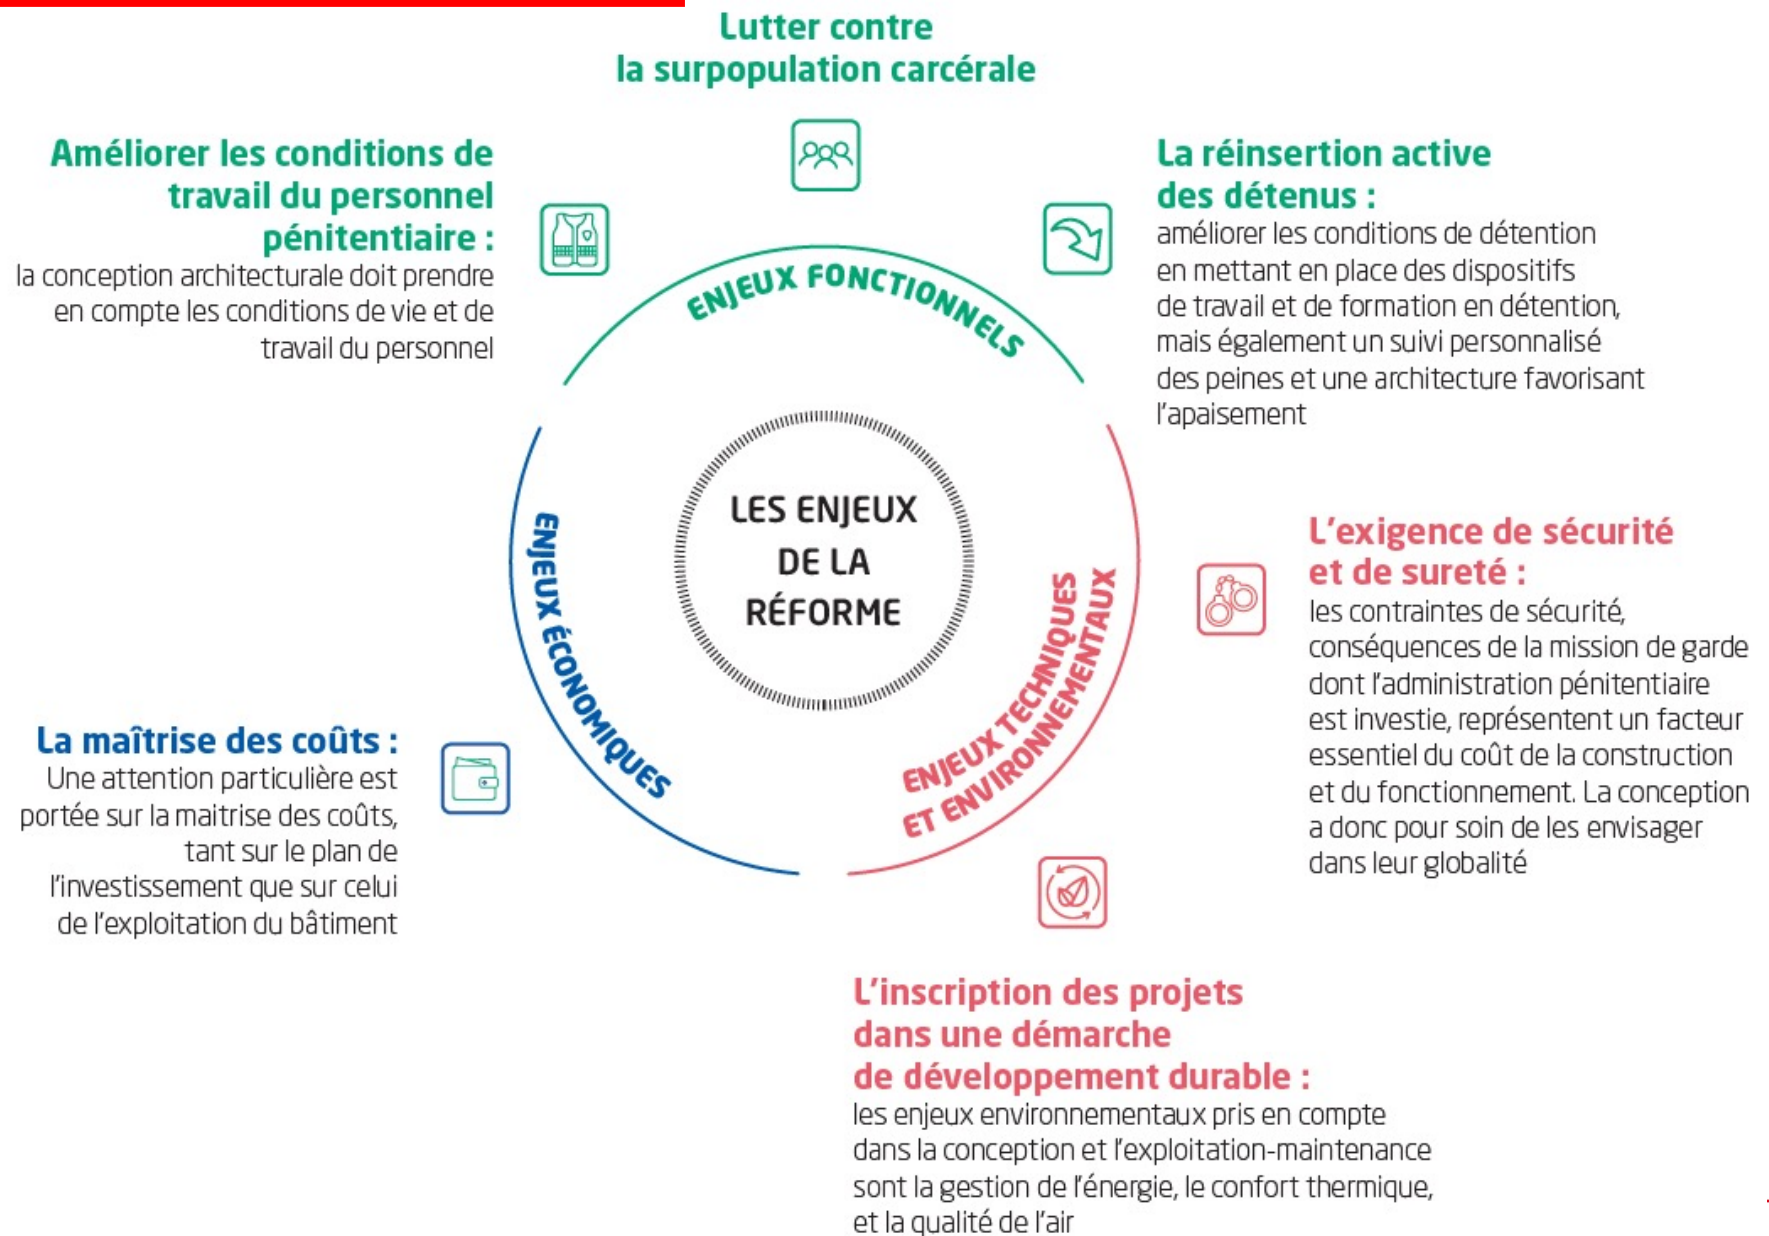 Lutter contre
la surpopulation carcérale
Améliorer les conditions de
travail du personnel
pénitentiaire :
la conception architecturale doit prendre
en compte les conditions de vie et de
travail du personnel
La réinsertion active
des détenus :
améliorer les conditions de détention
en mettant en place des dispositifs
de travail et de formation en détention,
mais également un suivi personnalisé
des peines et une architecture favorisant
l'apaisement
ENJEUX FONCTIONNELS
LES ENJEUX
DE LA
RÉFORME
ENJEUX ÉCONOMIQUES
ENJEUX TECHNIQUES
ET ENVIRONNEMENTAUX
L'exigence de sécurité
et de sureté :
les contraintes de sécurité,
conséquences de la mission de garde
dont l'administration pénitentiaire
est investie, représentent un facteur
essentiel du coût de la construction
et du fonctionnement. La conception
a donc pour soin de les envisager
dans leur globalité
La maîtrise des coûts :
Une attention particulière est
portée sur la maitrise des coûts,
tant sur le plan de
l'investissement que sur celui
de l'exploitation du bâtiment
L'inscription des projets
dans une démarche
de développement durable :
les enjeux environnementaux pris en compte
dans la conception et l'exploitation-maintenance
sont la gestion de l'énergie, le confort thermique,
et la qualité de l'air